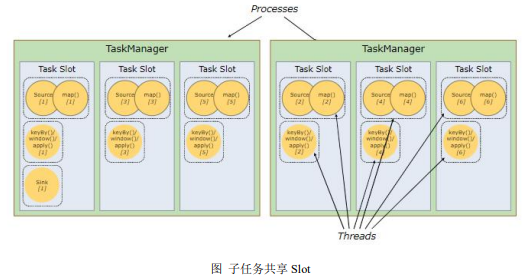 Processes
TaskManager
TaskManager
Task Slot
Task Slot
Task Slot
Task Slot
Task Slot
Task Slot
Source
[1]
map()
[1]
Source
[3]
map()
[3]
Source
[5]
map()
[5]
Source
[2]
map()
[2]
Source
[4]
map()
[4]
Source
[6]
map()
[6]
keyBy()/
window()/
apply()
[1]
keyBy()/
window()/
apply()
[3]
keyBy()/
window()/
apply()
[5]
keyBy()/
window()/
apply()
[2]
keyBy()/
window()/
apply()
keyBy()/
window()/
apply()
[6]
Sink
[1]
Threads
图 子任务共享 Slot